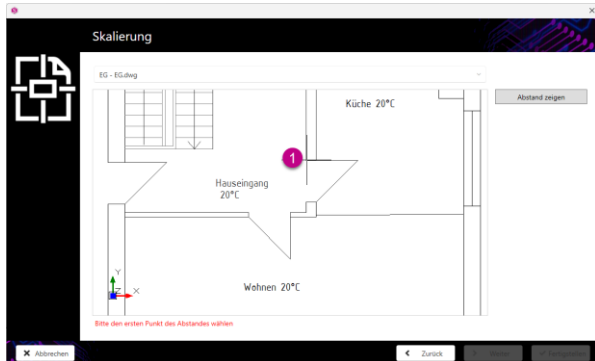 Skalierung
EG - EG.dwg
Abstand zeigen
Küche 20°C
1
Hauseingang
20°C
Y
Z
X
Wohnen 20°C
Bitte den ersten Punkt des Abstandes wählen
Abbrechen
Zurück